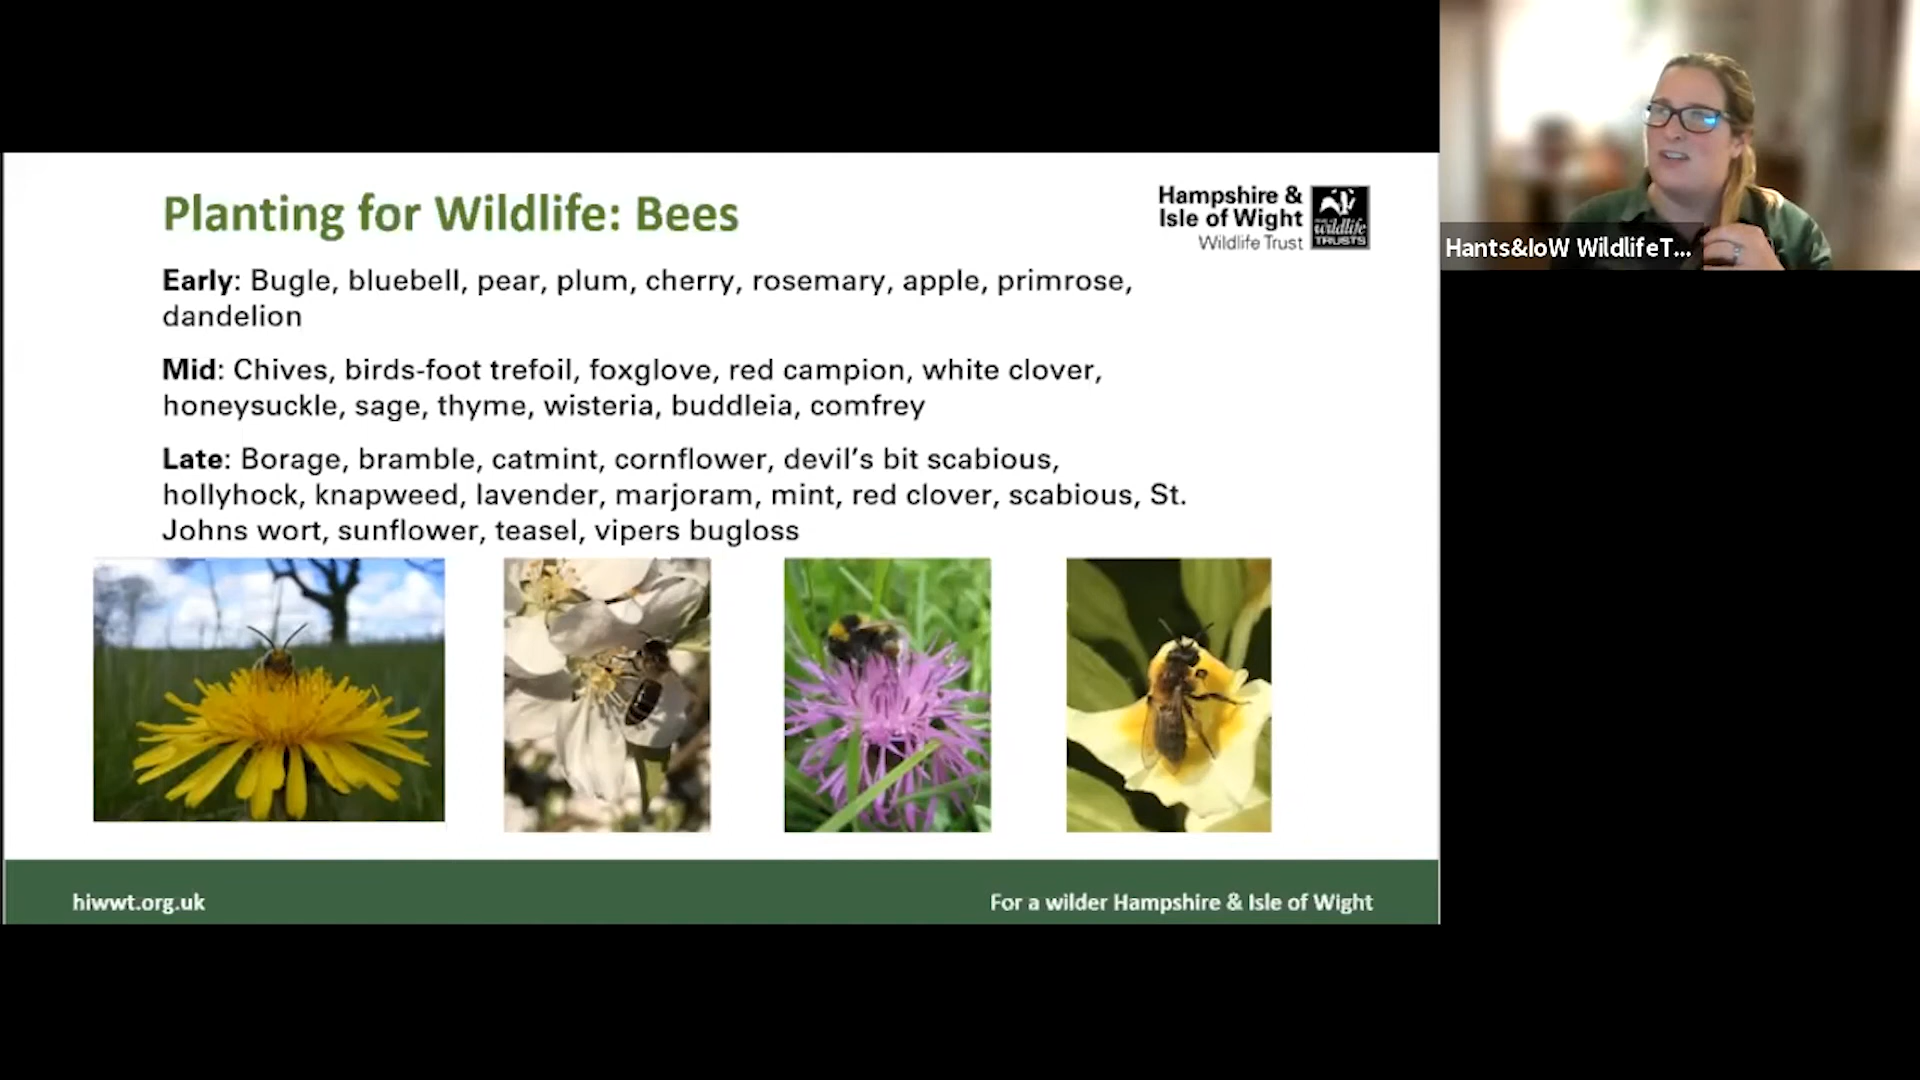 Planting for Wildlife: Bees
Hampshire &
Isle of Wight
Wildlife Trust
wildlife
TRUSTS
Early: Bugle, bluebell, pear, plum, cherry, rosemary, apple, primrose,
dandelion
Mid: Chives, birds-foot trefoil, foxglove, red campion, white clover,
honeysuckle, sage, thyme, wisteria, buddleia, comfrey
Late: Borage, bramble, catmint, cornflower, devil’s bit scabious,
hollyhock, knapweed, lavender, marjoram, mint, red clover, scabious, St.
Johns wort, sunflower, teasel, vipers bugloss
hiwwt.org.uk
For a wilder Hampshire & Isle of Wight
Hants&IoW WildlifeT...